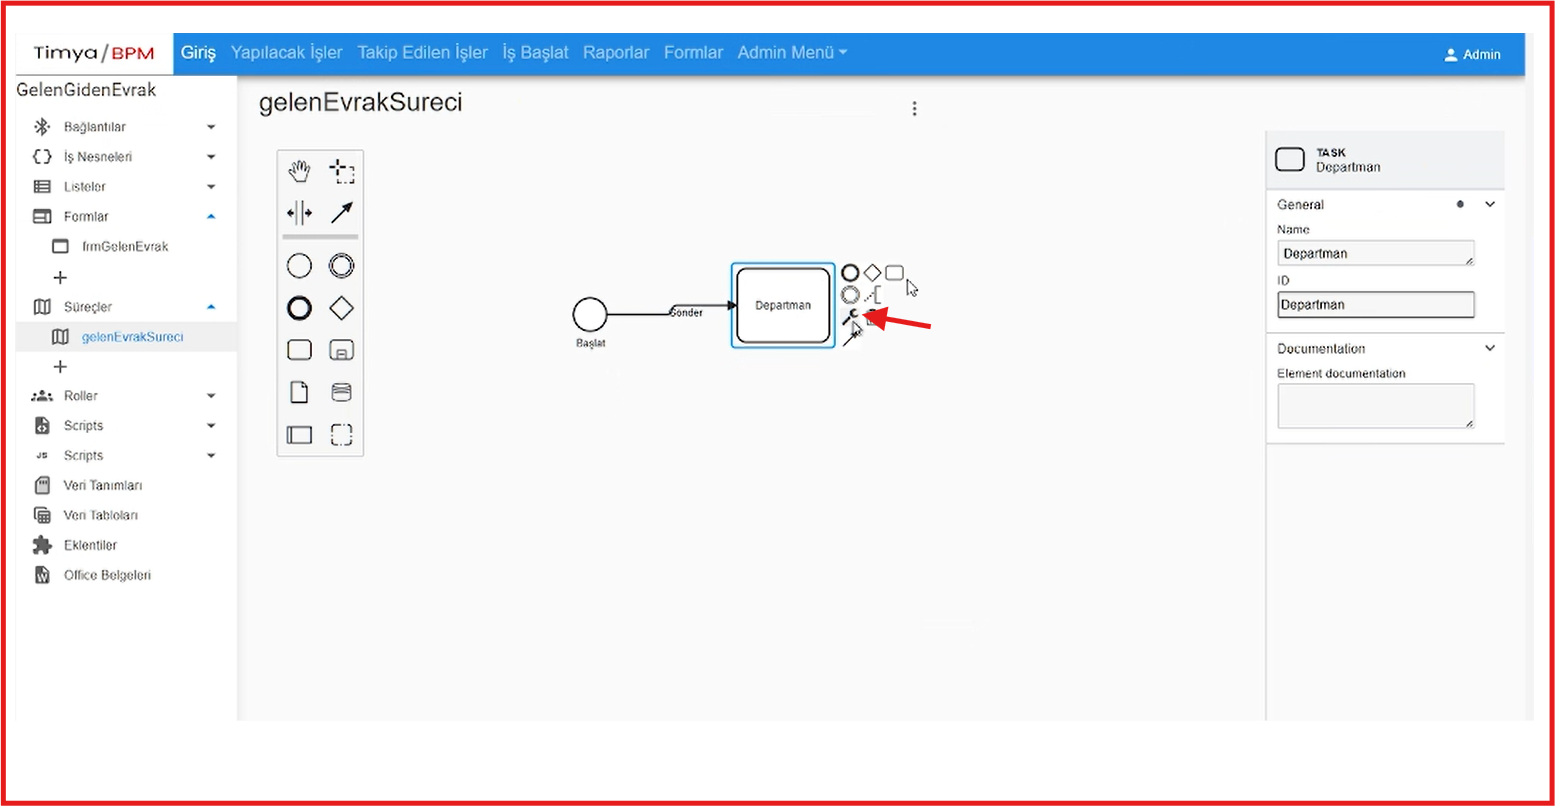 Timya/BPM
Giriş Yapılacak İşler Takip Edilen İşler İş Başlat Raporlar Formlar Admin Menü
Admin
GelenGidenEvrak
Bağlantılar
İş Nesneleri
Listeler
Formlar
frmGelenEvrak
Süreçler
gelenEvrakSureci
Roller
Scripts
JS Scripts
Veri Tanımları
Veri Tabloları
Eklentiler
W Office Belgeleri
gelenEvrakSureci
Başlat
Gönder
Departman
TASK
Departman
General
Name
Departman
ID
Departman
Documentation
Element documentation